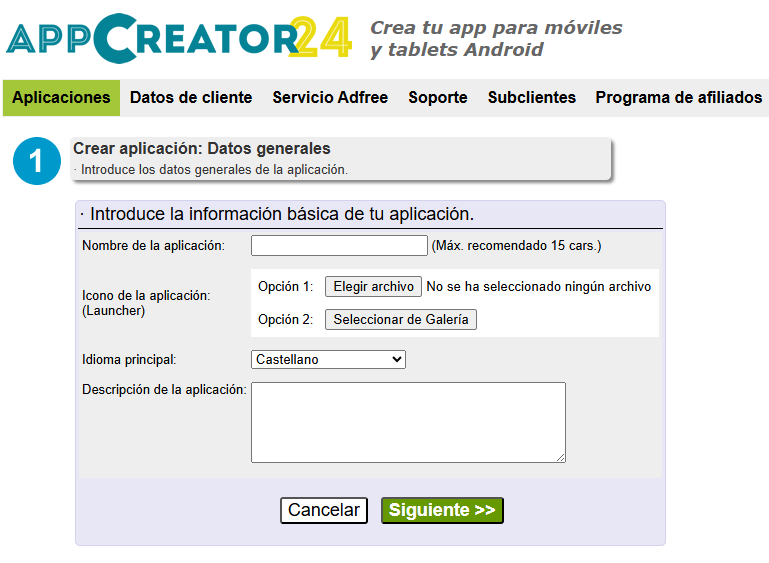 APPCREATOR24
Crea tu app para móviles
y tablets Android
Aplicaciones Datos de cliente Servicio Adfree Soporte Subclientes Programa de afiliados
1
Crear aplicación: Datos generales
· Introduce los datos generales de la aplicación.
· Introduce la información básica de tu aplicación.
Nombre de la aplicación: (Máx. recomendado 15 cars.)
Icono de la aplicación:
(Launcher)
Opción 1: Elegir archivo No se ha seleccionado ningún archivo
Opción 2: Seleccionar de Galería
Idioma principal: Castellano
Descripción de la aplicación:
Cancelar Siguiente >>